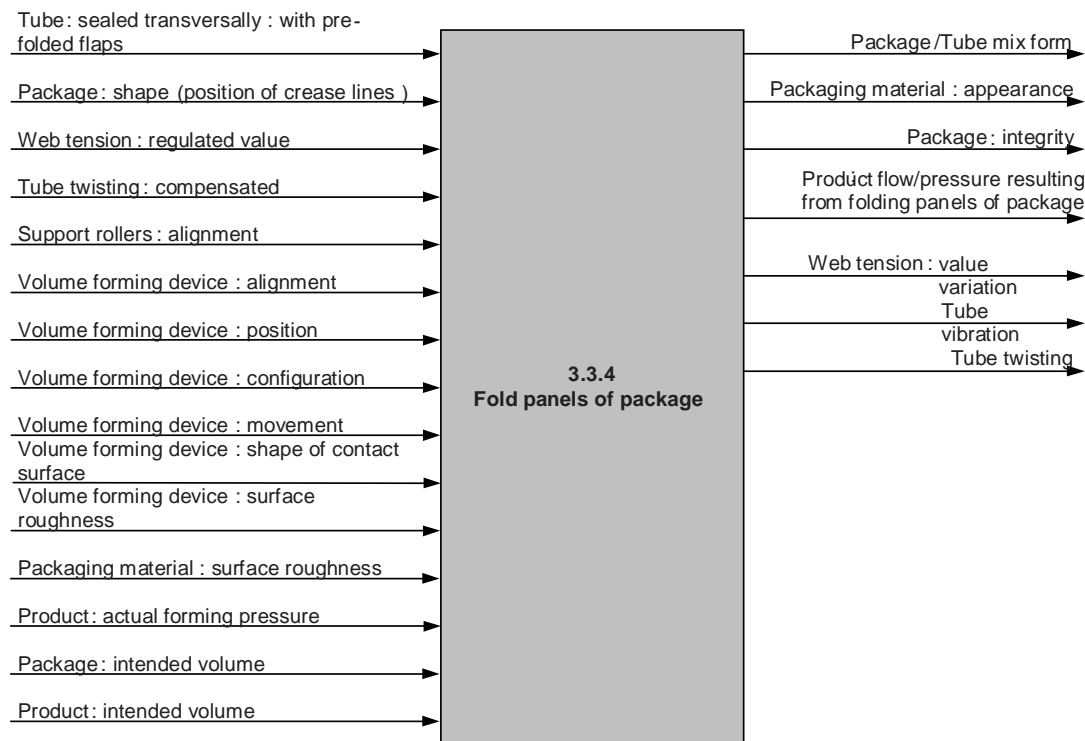 Tube: sealed transversally : with pre-
folded flaps
Package: shape (position of crease lines )
Web tension : regulated value
Tube twisting : compensated
Support rollers : alignment
Volume forming device : alignment
Volume forming device : position
Volume forming device : configuration
Volume forming device : movement
Volume forming device : shape of contact
surface
Volume forming device : surface
roughness
Packaging material : surface roughness
Product: actual forming pressure
Package: intended volume
Product: intended volume
3.3.4
Fold panels of package
Package/Tube mix form
Packaging material : appearance
Package: integrity
Product flow/pressure resulting
from folding panels of package
Web tension : value
variation
Tube
vibration
Tube twisting